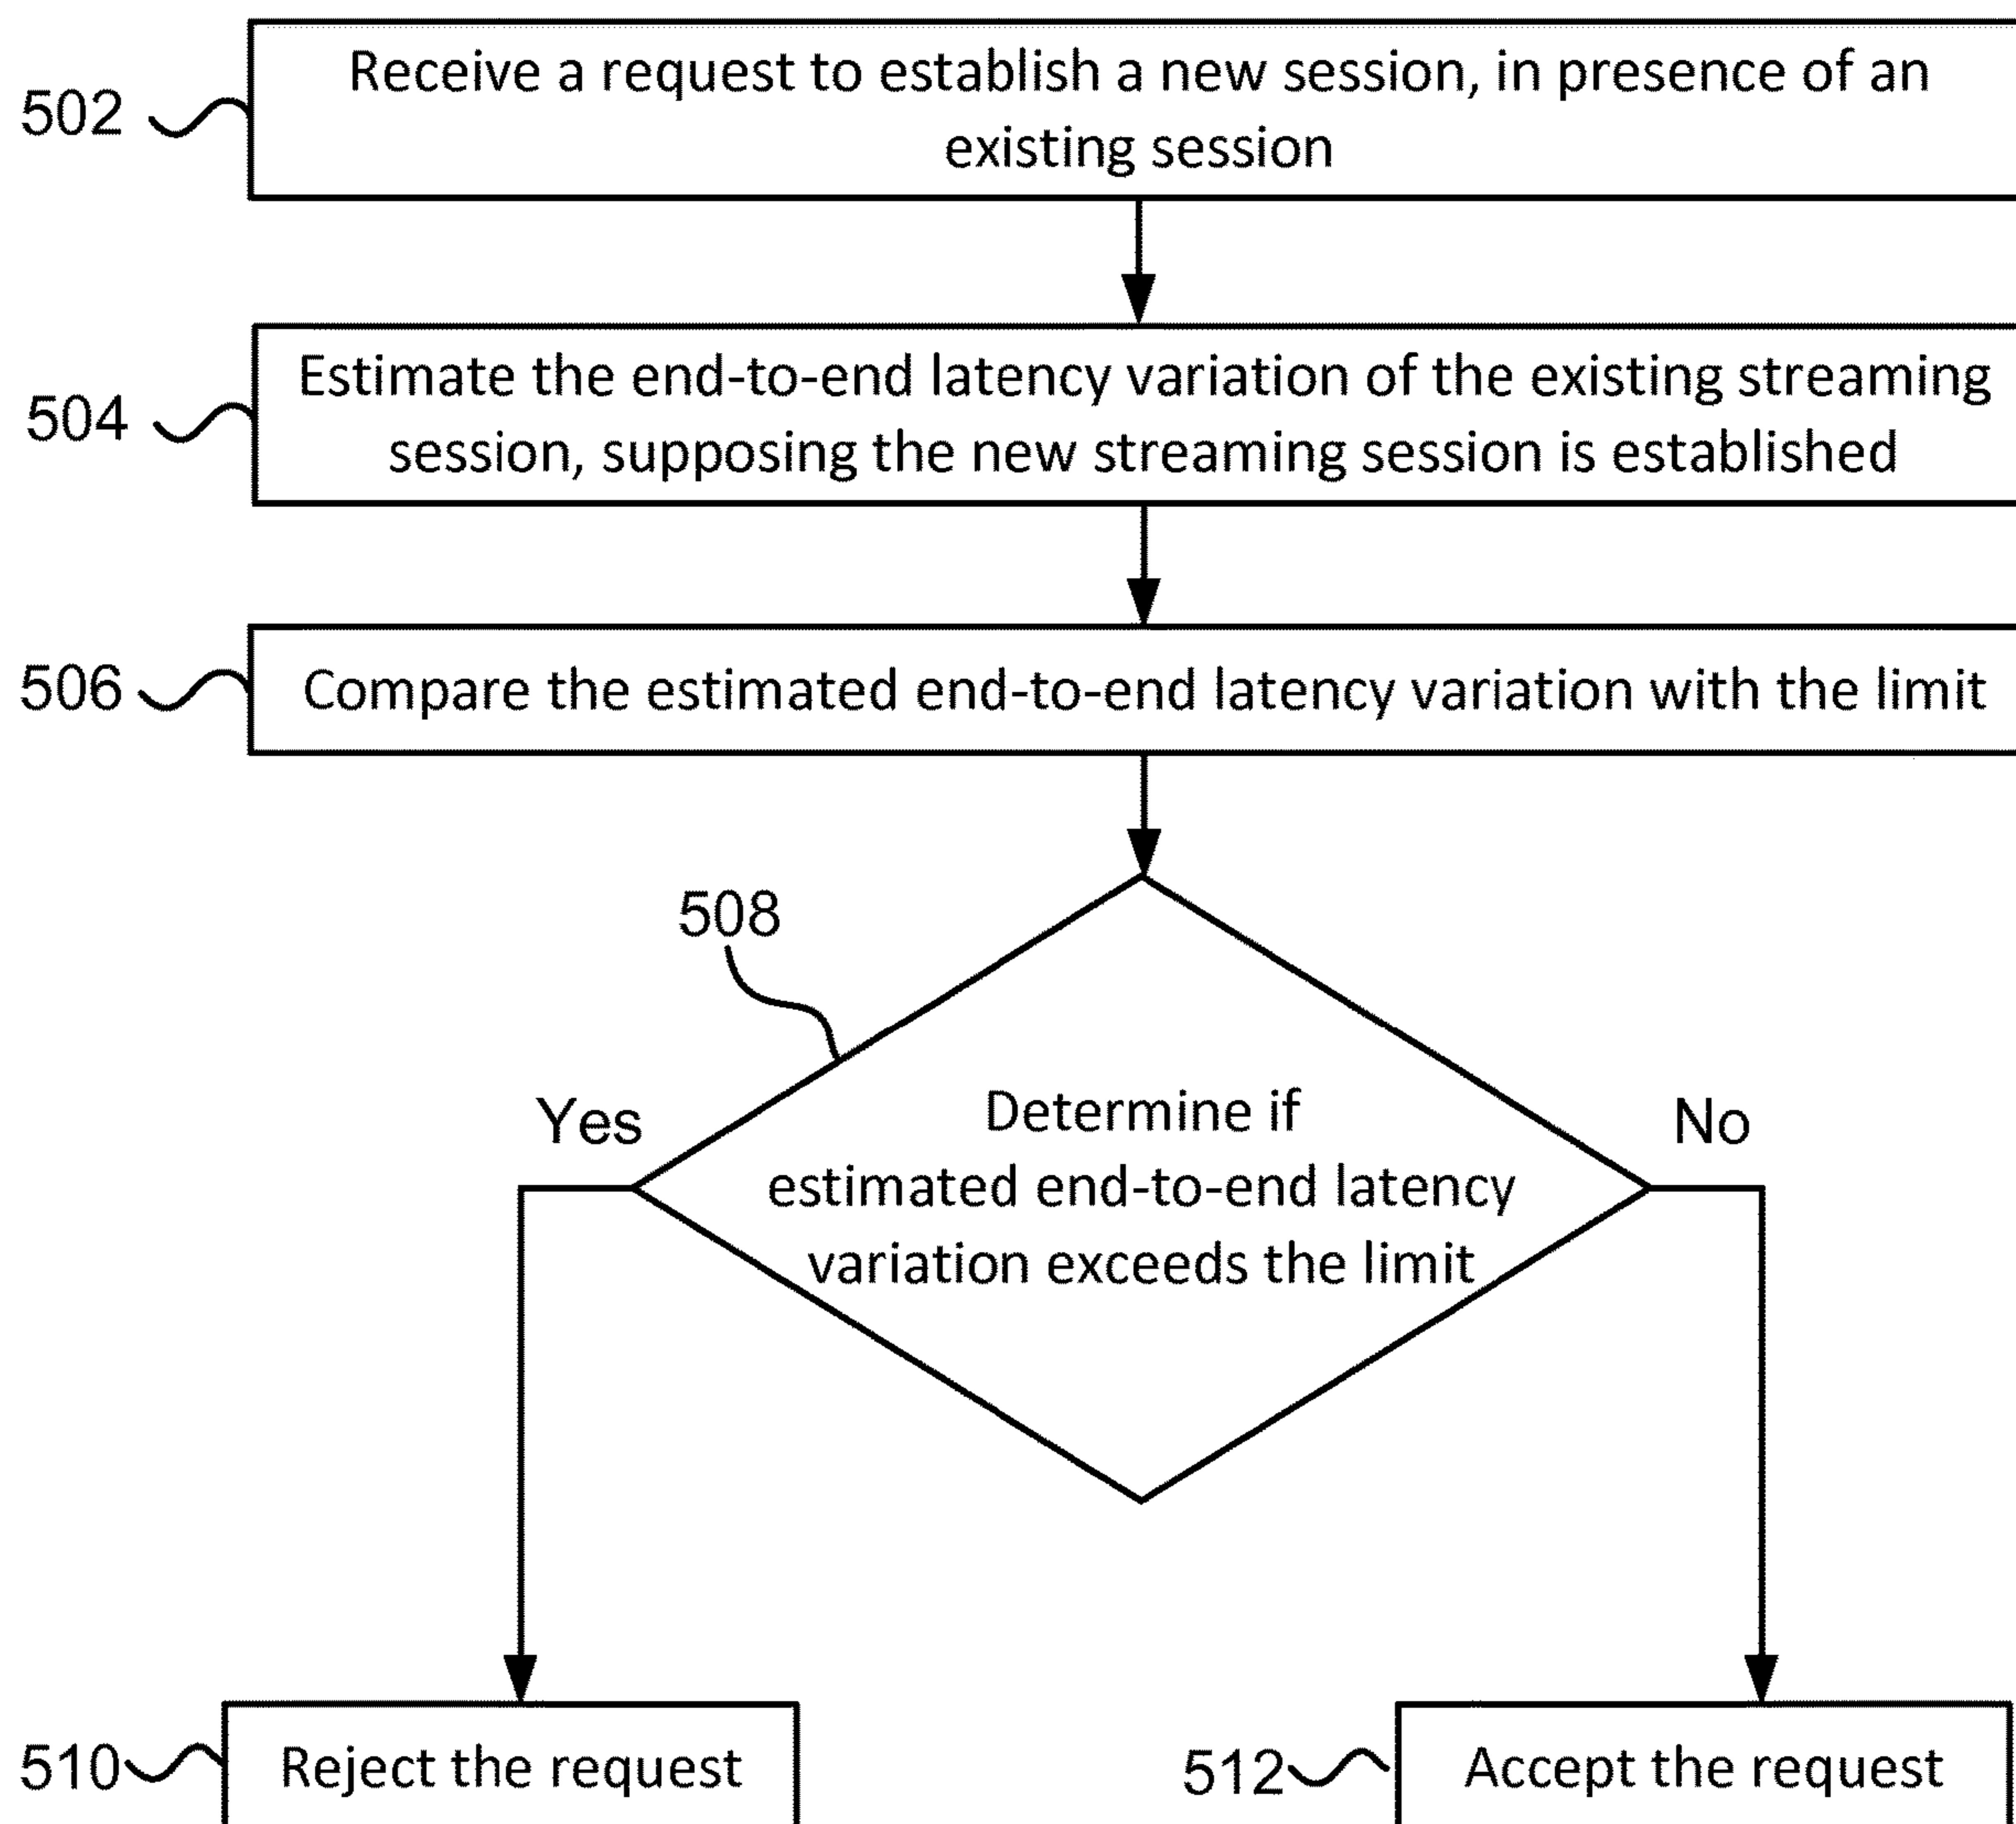 502
Receive a request to establish a new session, in presence of an
existing session
504
Estimate the end-to-end latency variation of the existing streaming
session, supposing the new streaming session is established
506
Compare the estimated end-to-end latency variation with the limit
508
Yes
No
Determine if
estimated end-to-end latency
variation exceeds the limit
510
Reject the request
512
Accept the request